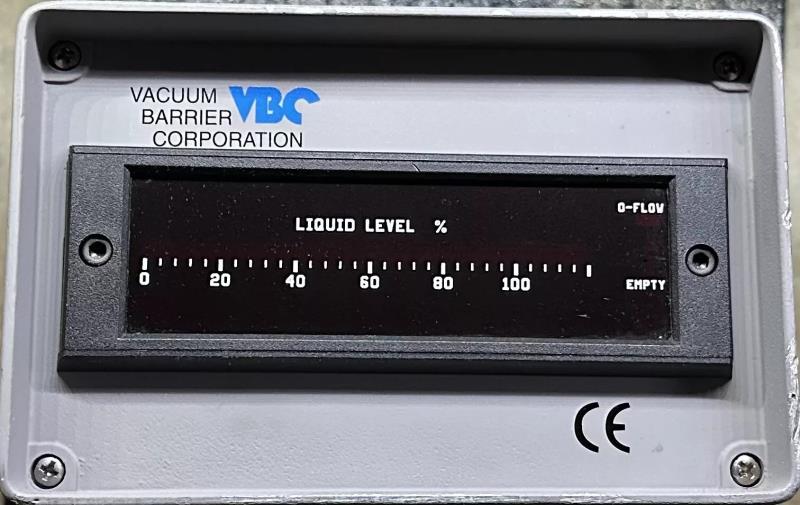 VACUUM VBC
BARRIER
CORPORATION
LIQUID LEVEL %
O-FLOW
0 20 40 60 80 100
EMPTY
CE